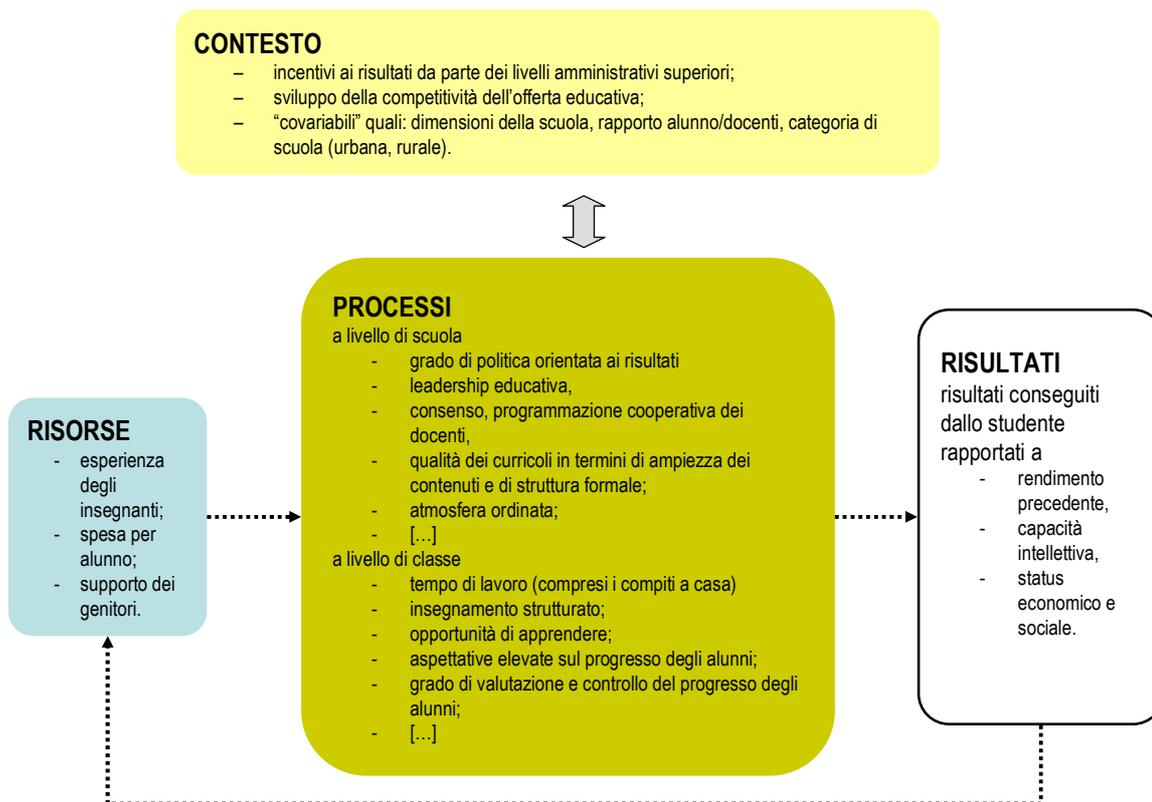 CONTESTO
– incentivi ai risultati da parte dei livelli amministrativi superiori;
– sviluppo della competitività dell’offerta educativa;
– “covariabili” quali: dimensioni della scuola, rapporto alunno/docenti, categoria di
scuola (urbana, rurale).
RISORSE
- esperienza
degli
insegnanti;
- spesa per
alunno;
- supporto dei
genitori.
PROCESSI
a livello di scuola
- grado di politica orientata ai risultati
- leadership educativa,
- consenso, programmazione cooperativa dei
docenti,
- qualità dei curricoli in termini di ampiezza dei
contenuti e di struttura formale;
- atmosfera ordinata;
- […]
a livello di classe
- tempo di lavoro (compresi i compiti a casa)
- insegnamento strutturato;
- opportunità di apprendere;
- aspettative elevate sul progresso degli alunni;
- grado di valutazione e controllo del progresso degli
alunni;
- […]
RISULTATI
risultati conseguiti
dallo studente
rapportati a
- rendimento
precedente,
- capacità
intellettiva,
- status
economico e
sociale.